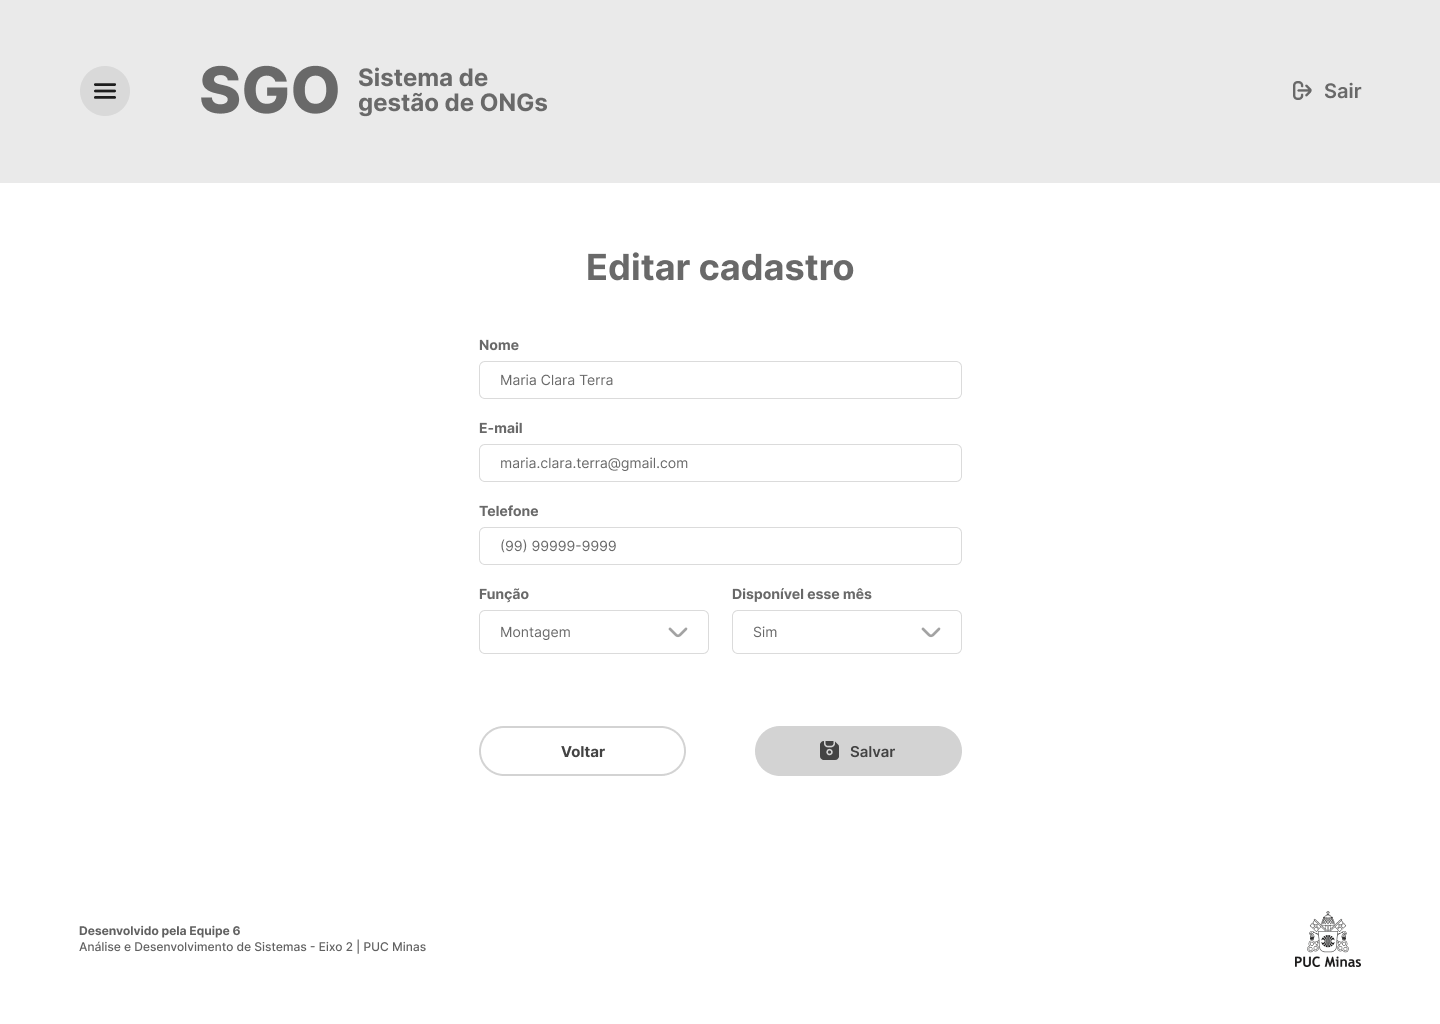 SGO
Sistema de
gestão de ONGs
Sair
Editar cadastro
Nome
Maria Clara Terra
E-mail
maria.clara.terra@gmail.com
Telefone
(99) 99999-9999
Função
Disponível esse mês
Montagem
Sim
Voltar
Salvar
Desenvolvido pela Equipe 6
Análise e Desenvolvimento de Sistemas - Eixo 2 | PUC Minas
PUC Minas